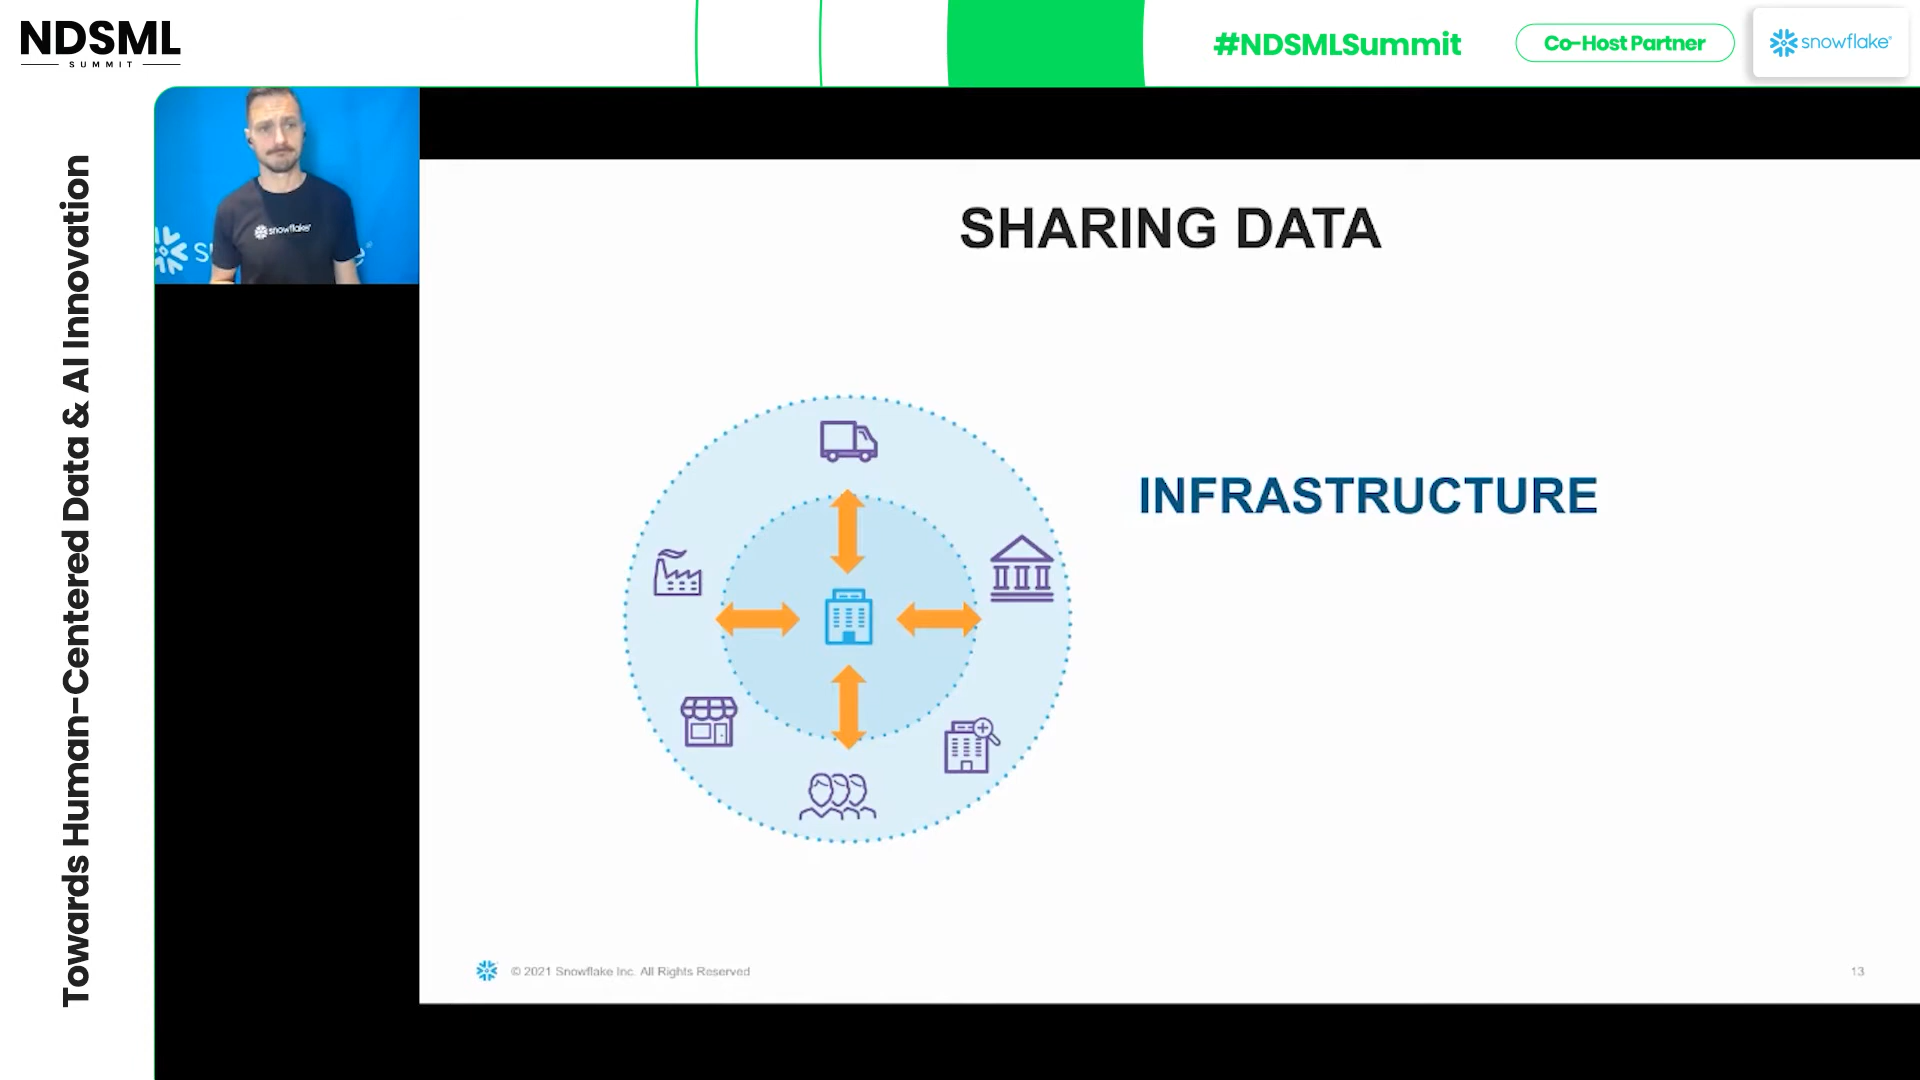 NDSML
SUMMIT
#NDSMLSummit
Co-Host Partner
snowflake®
Towards Human-Centered Data & AI Innovation
snowflake®
SHARING DATA
INFRASTRUCTURE
© 2021 Snowflake Inc. All Rights Reserved
13